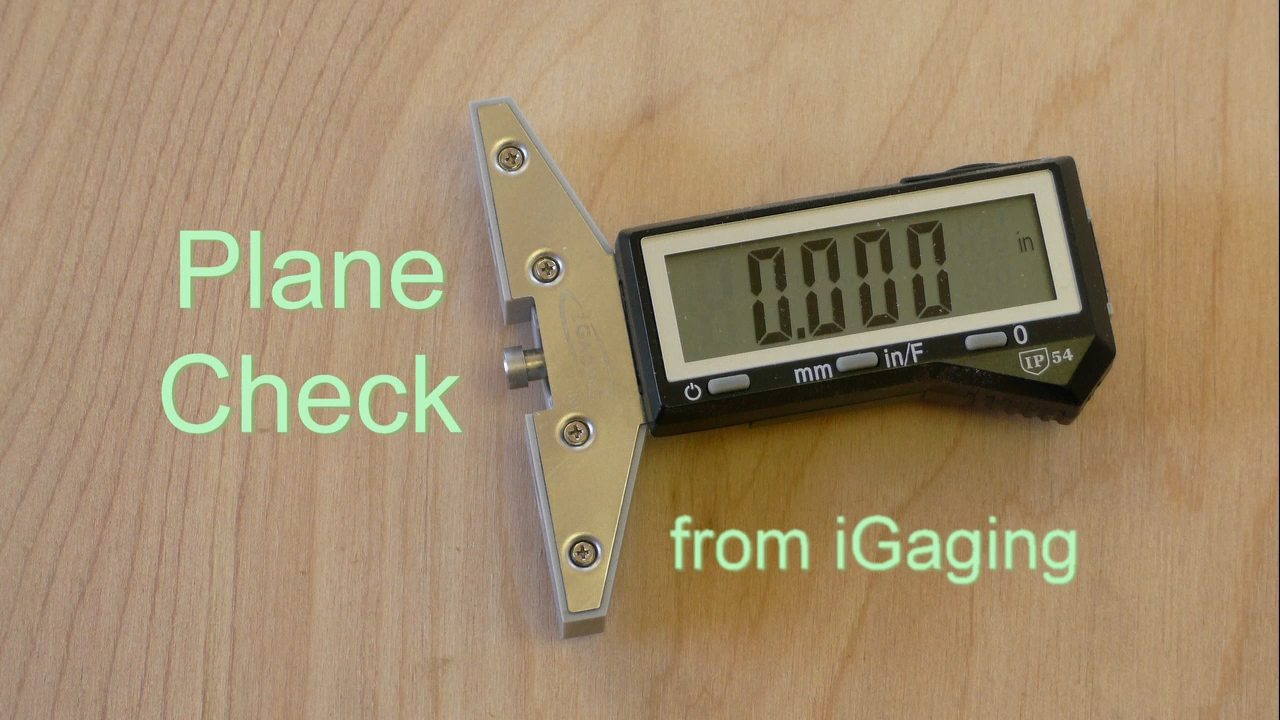 Plane
Check
0.000
in
mm
in/F
0
IP 54
from iGaging